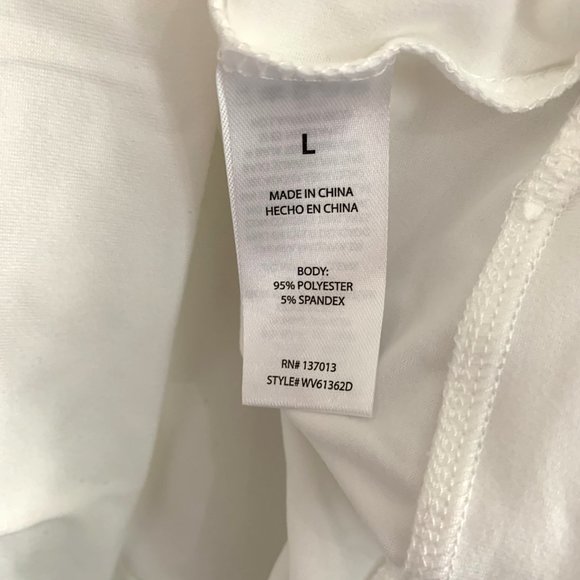 L
MADE IN CHINA
HECHO EN CHINA
BODY:
95% POLYESTER
5% SPANDEX
RN# 137013
STYLE# WV61362D